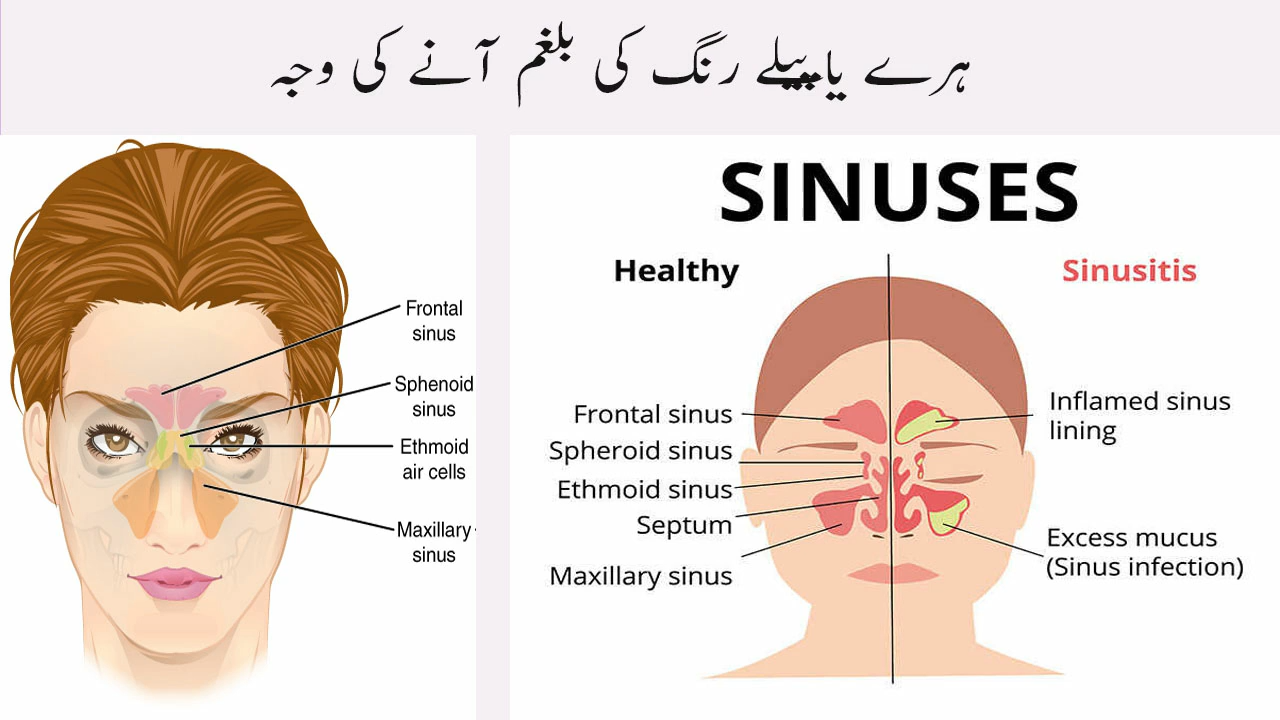 ہرے یا پیلے رنگ کی بلغم آنے کی وجہ
Frontal
sinus
Sphenoid
sinus
Ethmoid
air cells
Maxillary
sinus
SINUSES
Healthy
Sinusitis
Frontal sinus
Spheroid sinus
Ethmoid sinus
Septum
Maxillary sinus
Inflamed sinus
lining
Excess mucus
(Sinus infection)